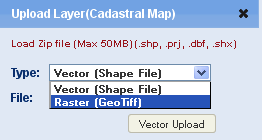 Upload Layer(Cadastral Map)
Load Zip file (Max 50MB)(.shp, .prj, .dbf, .shx)
Type: Vector (Shape File)
Vector (Shape File)
File: Raster (GeoTiff)
Vector Upload